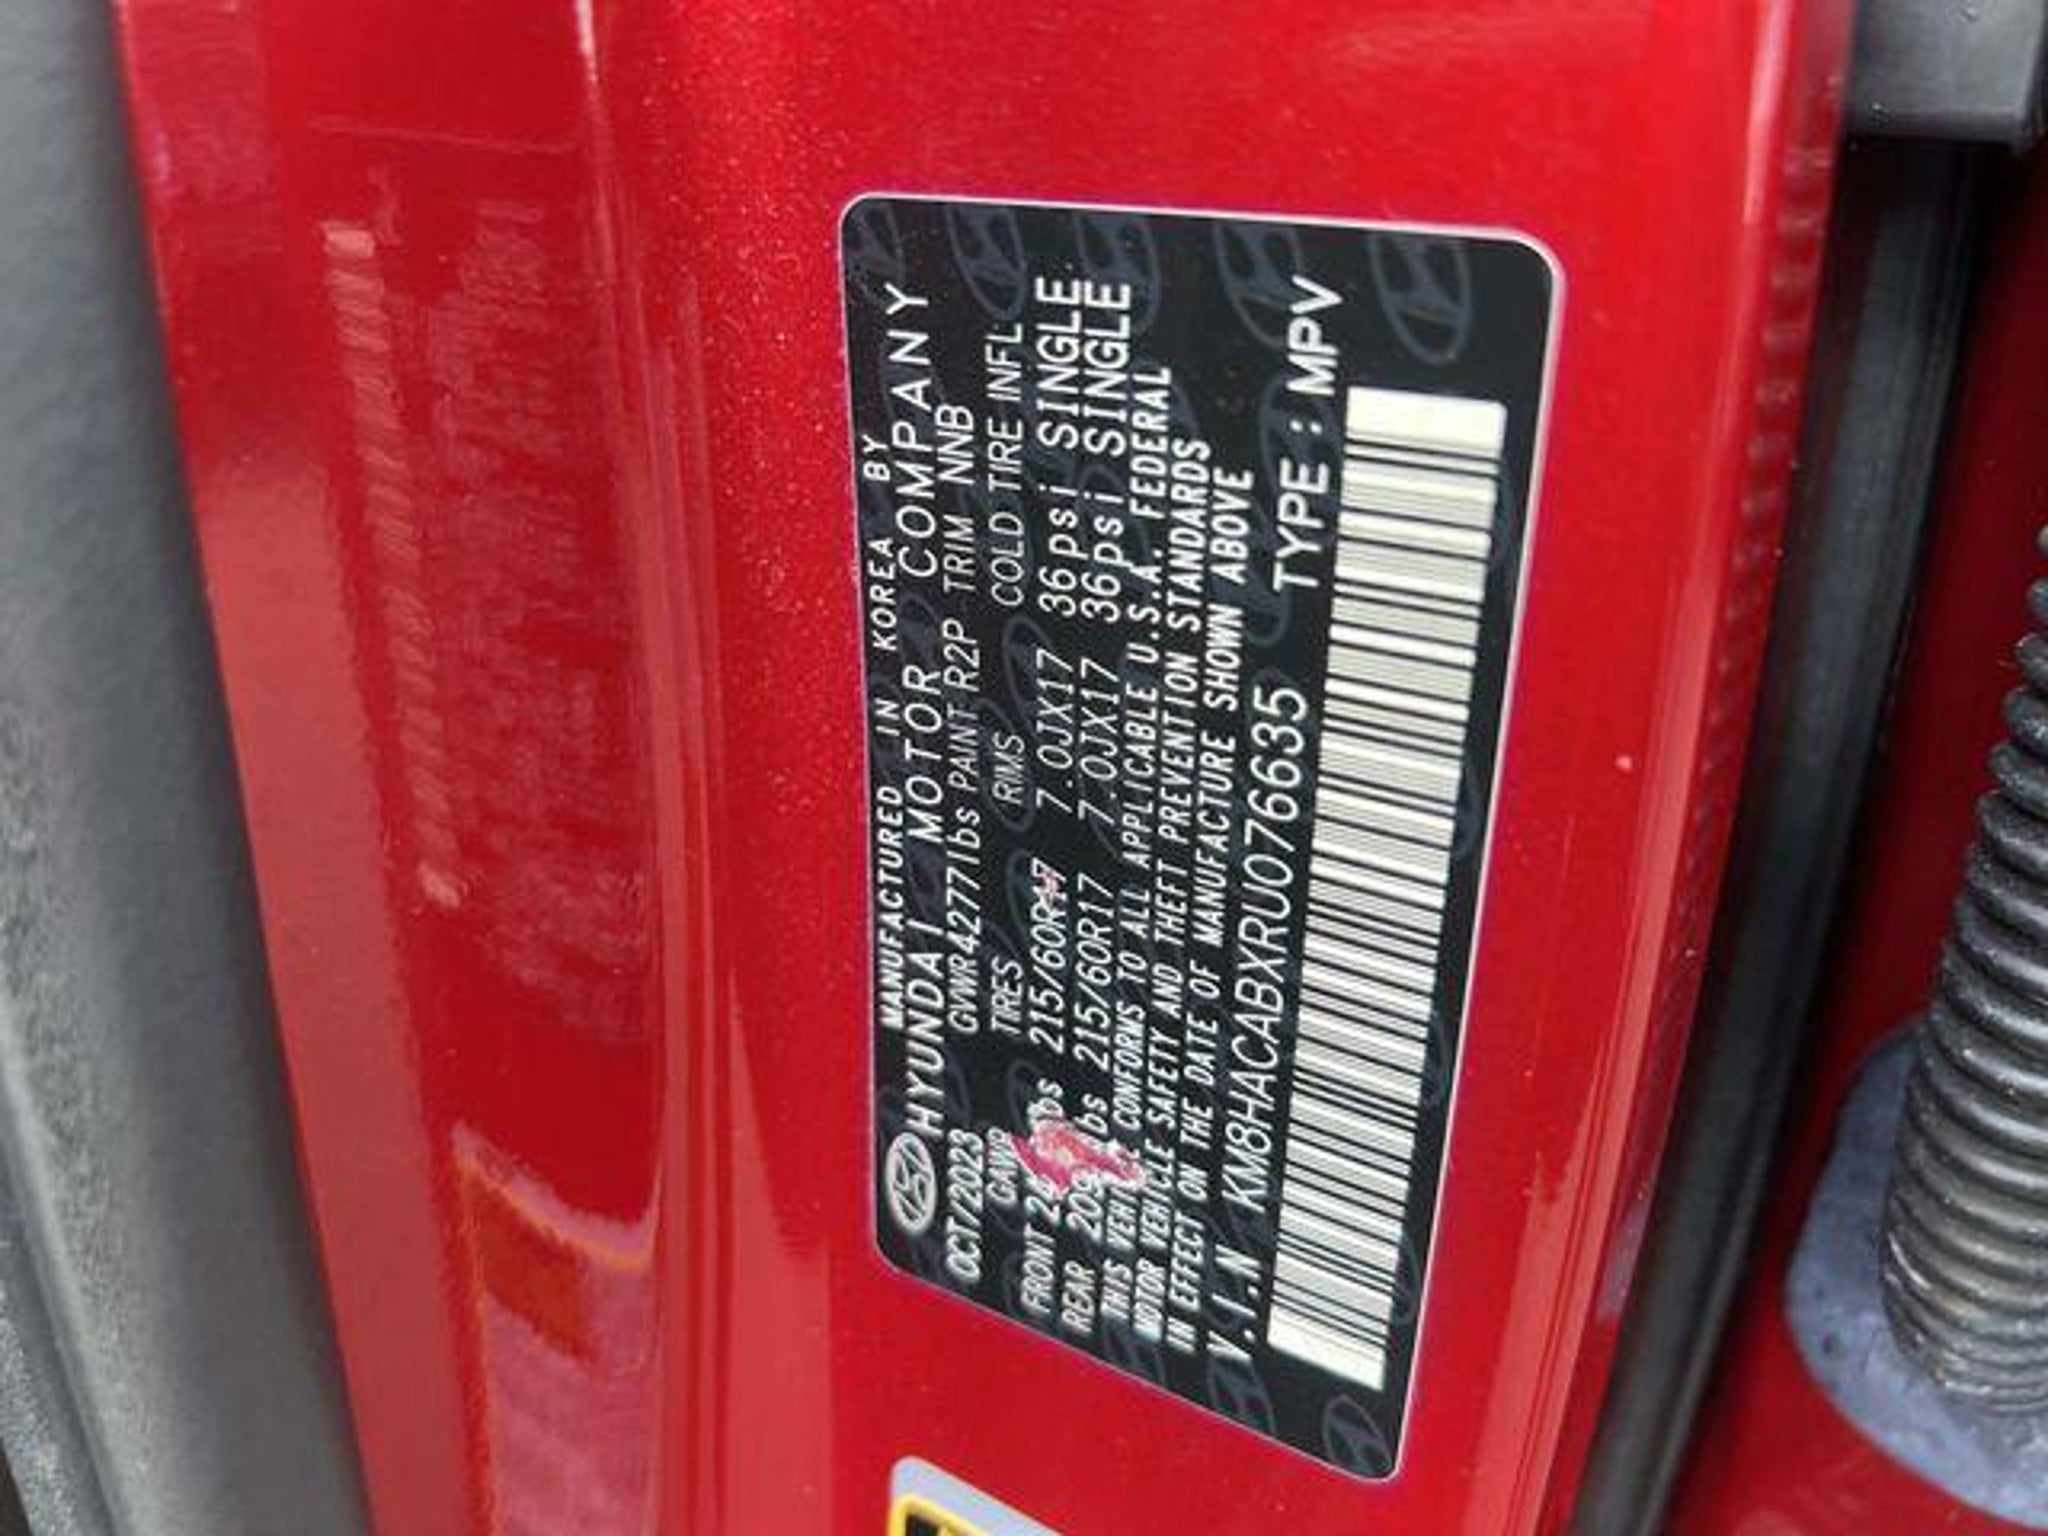 MANUFACTURED IN KOREA BY
HYUNDAI MOTOR COMPANY
OCT/2023 GVWR4277lbs PAINT R2P TRIM NNB
GAWR TIRES RIMS COLD TIRE INFL
FRONT 215/60R17 7.0JX17 36psi SINGLE
REAR 215/60R17 7.0JX17 36psi SINGLE
THIS VEH CONFORMS TO ALL APPLICABLE U.S.A. FEDERAL
MOTOR VEHICLE SAFETY AND THEFT PREVENTION STANDARDS
IN EFFECT ON THE DATE OF MANUFACTURE SHOWN ABOVE
V.I.N KM8HACABXRU076635 TYPE : MPV